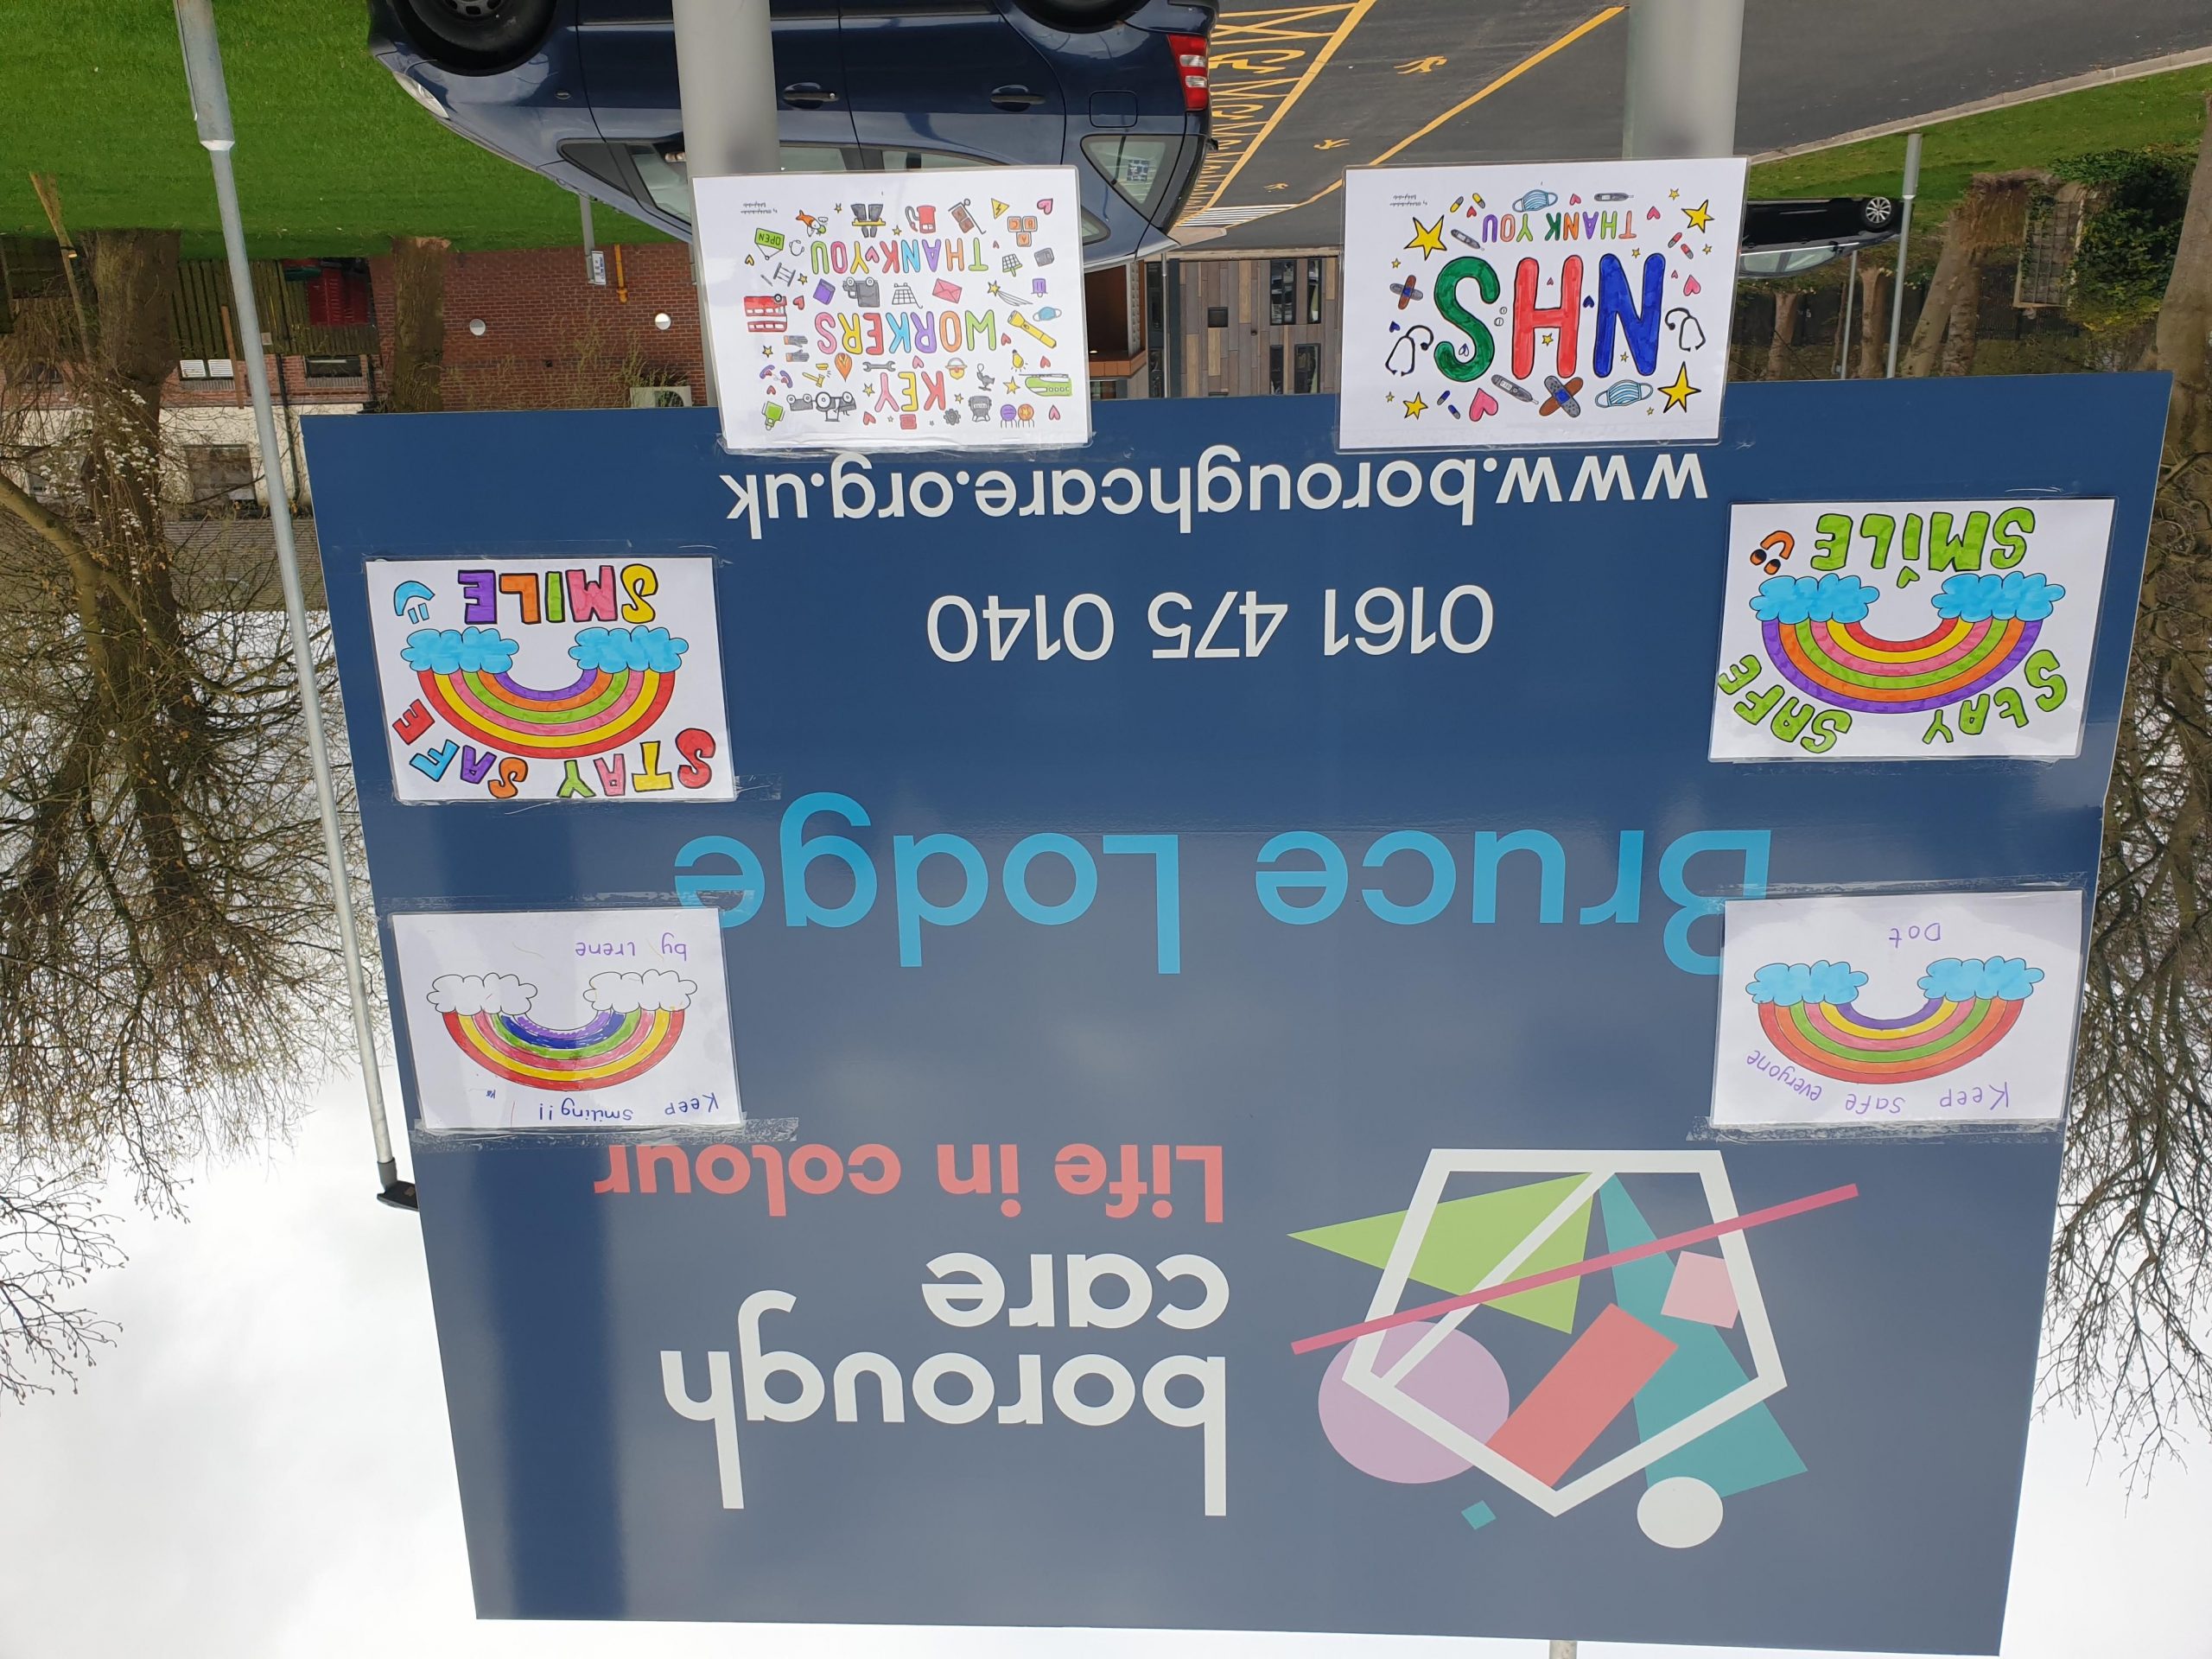 borough
care
Life in colour
Bruce Lodge
0161 475 0140
www.boroughcare.org.uk
Keep safe everyone
Dot
Keep smiling!!
by Irene
STAY SAFE
SMILE
STAY SAFE
SMILE
NHS
THANK YOU
KEY
WORKERS
THANK YOU
OPEN
A
B C